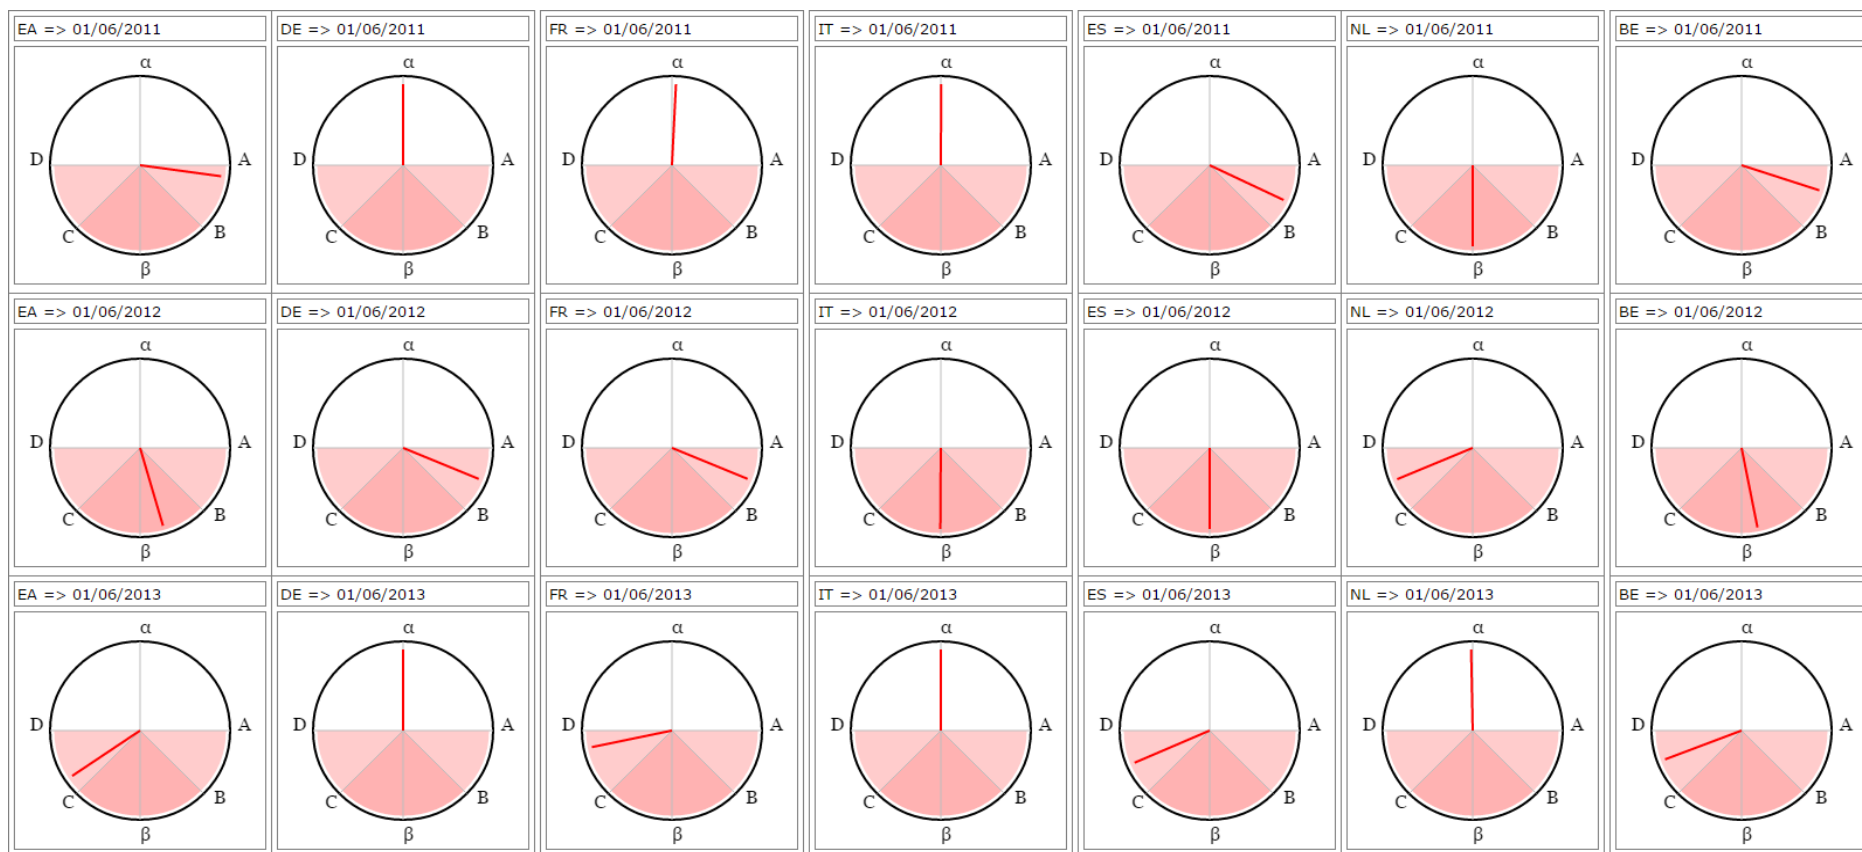 EA => 01/06/2011
DE => 01/06/2011
FR => 01/06/2011
IT => 01/06/2011
ES => 01/06/2011
NL => 01/06/2011
BE => 01/06/2011
α α α α α α α
D A D A D A D A D A D A D A
C B C B C B C B C B C B C B
β β β β β β β
EA => 01/06/2012
DE => 01/06/2012
FR => 01/06/2012
IT => 01/06/2012
ES => 01/06/2012
NL => 01/06/2012
BE => 01/06/2012
α α α α α α α
D A D A D A D A D A D A D A
C B C B C B C B C B C B C B
β β β β β β β
EA => 01/06/2013
DE => 01/06/2013
FR => 01/06/2013
IT => 01/06/2013
ES => 01/06/2013
NL => 01/06/2013
BE => 01/06/2013
α α α α α α α
D A D A D A D A D A D A D A
C B C B C B C B C B C B C B
β β β β β β β